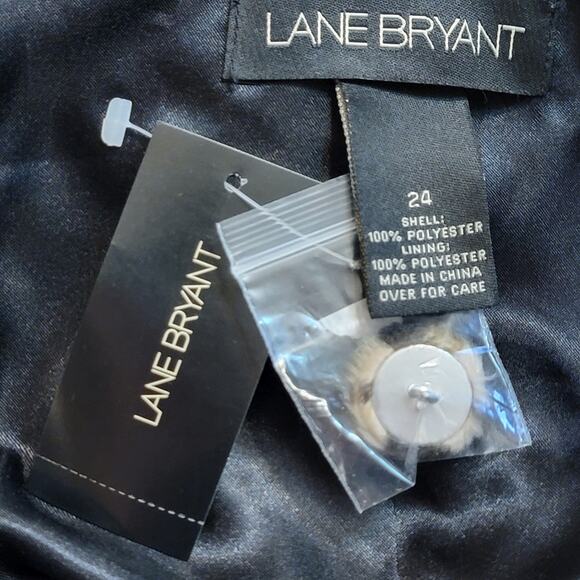 LANE BRYANT
24
SHELL:
100% POLYESTER
LINING:
100% POLYESTER
MADE IN CHINA
OVER FOR CARE
LANE BRYANT